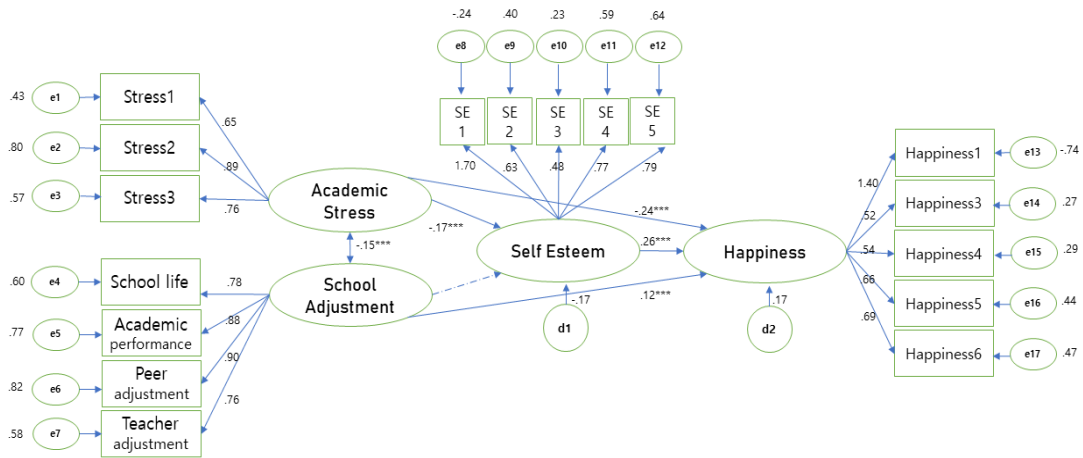 -.24
.40
.23
.59
.64
e8
e9
e10
e11
e12
SE
1
SE
2
SE
3
SE
4
SE
5
1.70
.63
.48
.77
.79
.43
e1
Stress1
.65
.80
e2
Stress2
.89
.57
e3
Stress3
.76
Academic
Stress
-.15***
-.17***
-.24***
Self Esteem
.26***
Happiness
School
Adjustment
.12***
-.17
d1
.17
d2
.60
e4
School life
.78
.77
e5
Academic
performance
.88
.82
e6
Peer
adjustment
.90
.58
e7
Teacher
adjustment
.76
1.40
Happiness1
e13
-.74
.52
Happiness3
e14
.27
.54
Happiness4
e15
.29
.66
Happiness5
e16
.44
.69
Happiness6
e17
.47